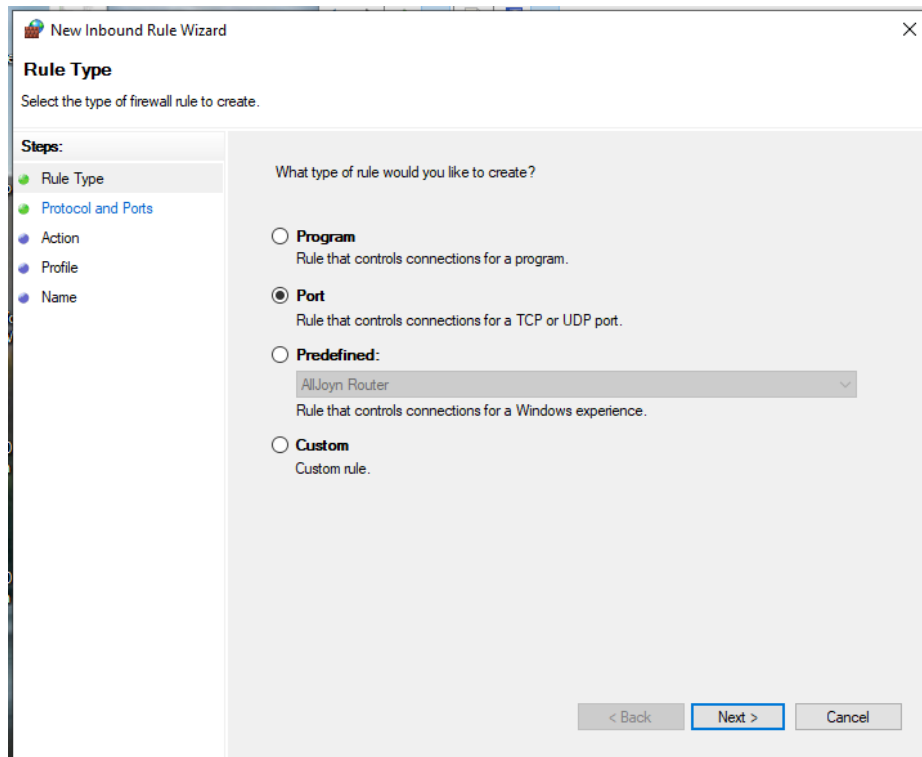 New Inbound Rule Wizard
Rule Type
Select the type of firewall rule to create.
Steps:
Rule Type
Protocol and Ports
Action
Profile
Name
What type of rule would you like to create?
Program
Rule that controls connections for a program.
Port
Rule that controls connections for a TCP or UDP port.
Predefined:
AllJoyn Router
Rule that controls connections for a Windows experience.
Custom
Custom rule.
< Back
Next >
Cancel